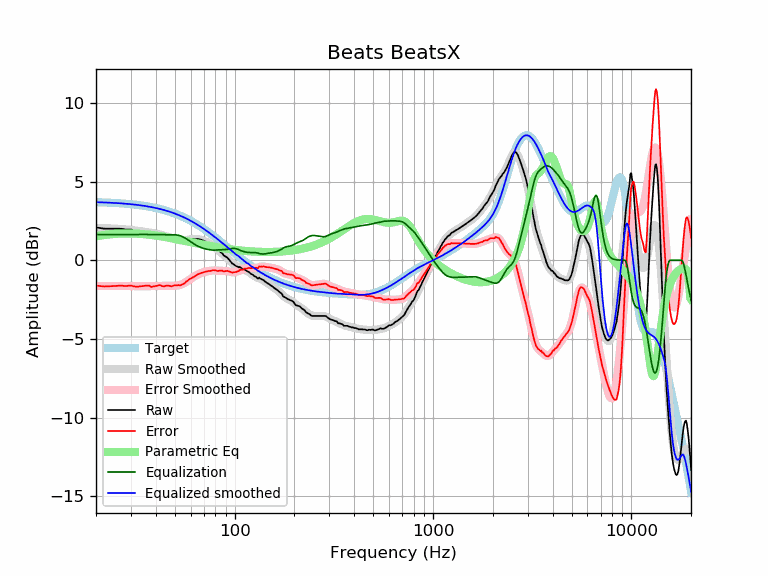 Beats BeatsX
Amplitude (dBr)
10
5
0
−5
−10
−15
100
1000
10000
Frequency (Hz)
Target
Raw Smoothed
Error Smoothed
Raw
Error
Parametric Eq
Equalization
Equalized smoothed